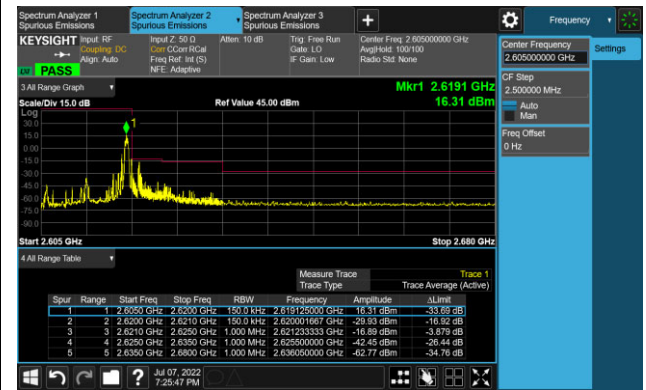 Spectrum Analyzer 1
Spurious Emissions
Spectrum Analyzer 2
Spurious Emissions
Spectrum Analyzer 3
Spurious Emissions
+
Frequency
KEYSIGHT
Input: RF
Coupling: DC
Align: Auto
Input Z: 50 Ω
Corr CCorr RCal
Freq Ref: Int (S)
NFE: Adaptive
Atten: 10 dB
Trig: Free Run
Gate: LO
IF Gain: Low
Center Freq: 2.605000000 GHz
Avg|Hold: 100/100
Radio Std: None
PASS
Center Frequency
2.605000000 GHz
Settings
CF Step
2.500000 MHz
Auto
Man
Freq Offset
0 Hz
3 All Range Graph
Mkr1 2.6191 GHz
Scale/Div 15.0 dB
Ref Value 45.00 dBm
16.31 dBm
Log
30.0
15.0
0.00
-15.0
-30.0
-45.0
-60.0
-75.0
-90.0
1
Start 2.605 GHz
Stop 2.680 GHz
4 All Range Table
Measure Trace
Trace 1
Trace Type
Trace Average (Active)
Spur Range Start Freq Stop Freq RBW Frequency Amplitude ΔLimit
1 1 2.6050 GHz 2.6200 GHz 150.0 kHz 2.619125000 GHz 16.31 dBm -33.69 dB
2 2 2.6200 GHz 2.6210 GHz 150.0 kHz 2.620001667 GHz -29.93 dBm -16.92 dB
3 3 2.6210 GHz 2.6250 GHz 1.000 MHz 2.621233333 GHz -16.89 dBm -3.879 dB
4 4 2.6250 GHz 2.6350 GHz 1.000 MHz 2.625500000 GHz -42.45 dBm -26.44 dB
5 5 2.6350 GHz 2.6800 GHz 1.000 MHz 2.636050000 GHz -62.77 dBm -34.76 dB
?
Jul 07, 2022
7:25:47 PM